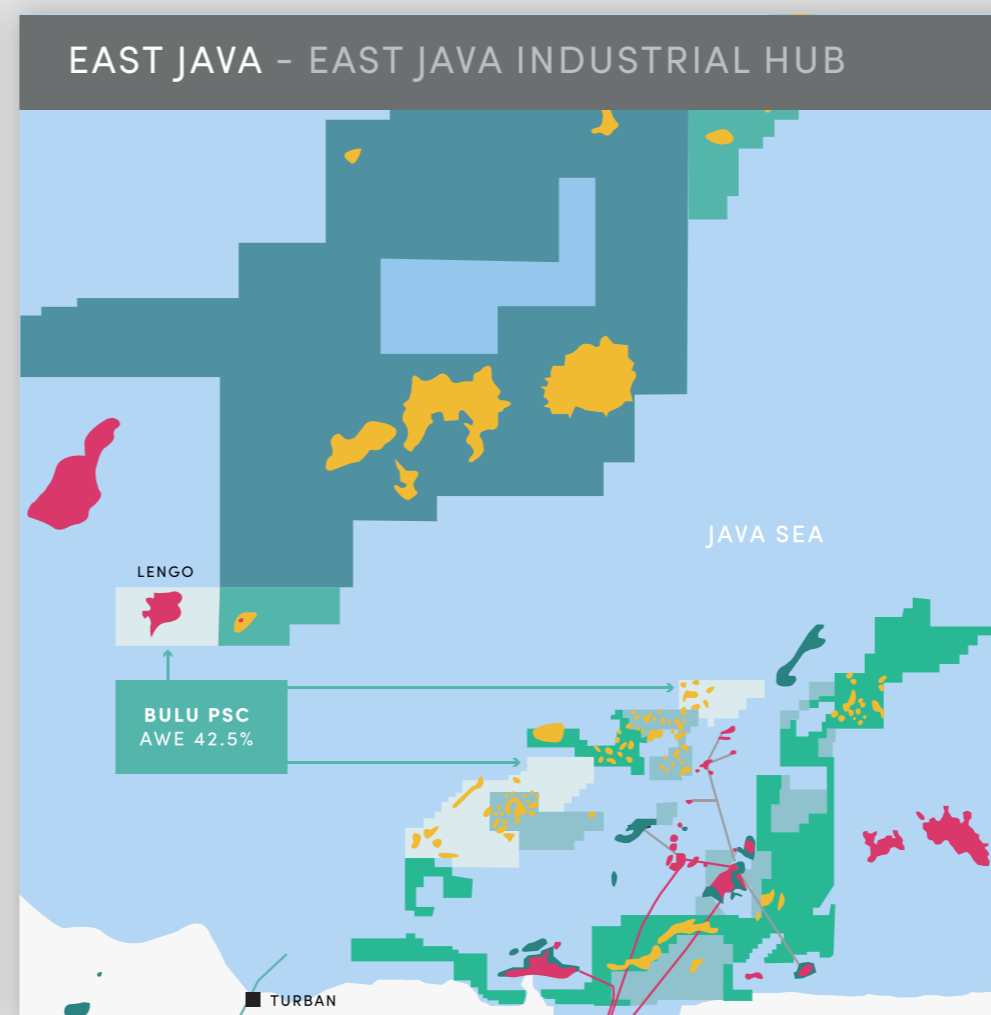 EAST JAVA – EAST JAVA INDUSTRIAL HUB
JAVA SEA
LENGO
BULU PSC
AWE 42.5%
TURBAN